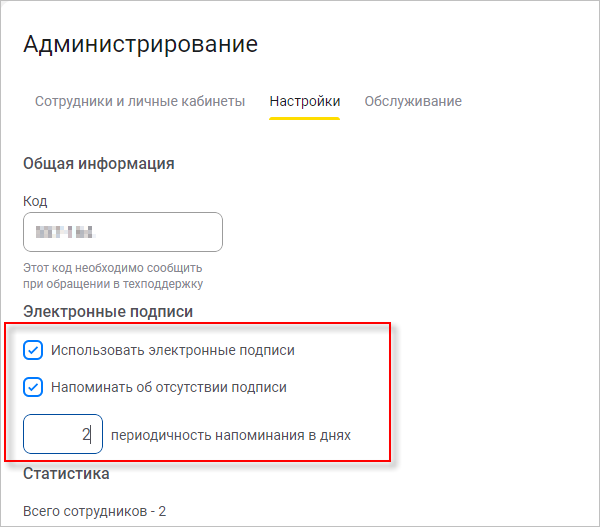 Администрирование
Сотрудники и личные кабинеты Настройки Обслуживание
Общая информация
Код
Этот код необходимо сообщить
при обращении в техподдержку
Электронные подписи
Использовать электронные подписи
Напоминать об отсутствии подписи
2 периодичность напоминания в днях
Статистика
Всего сотрудников - 2